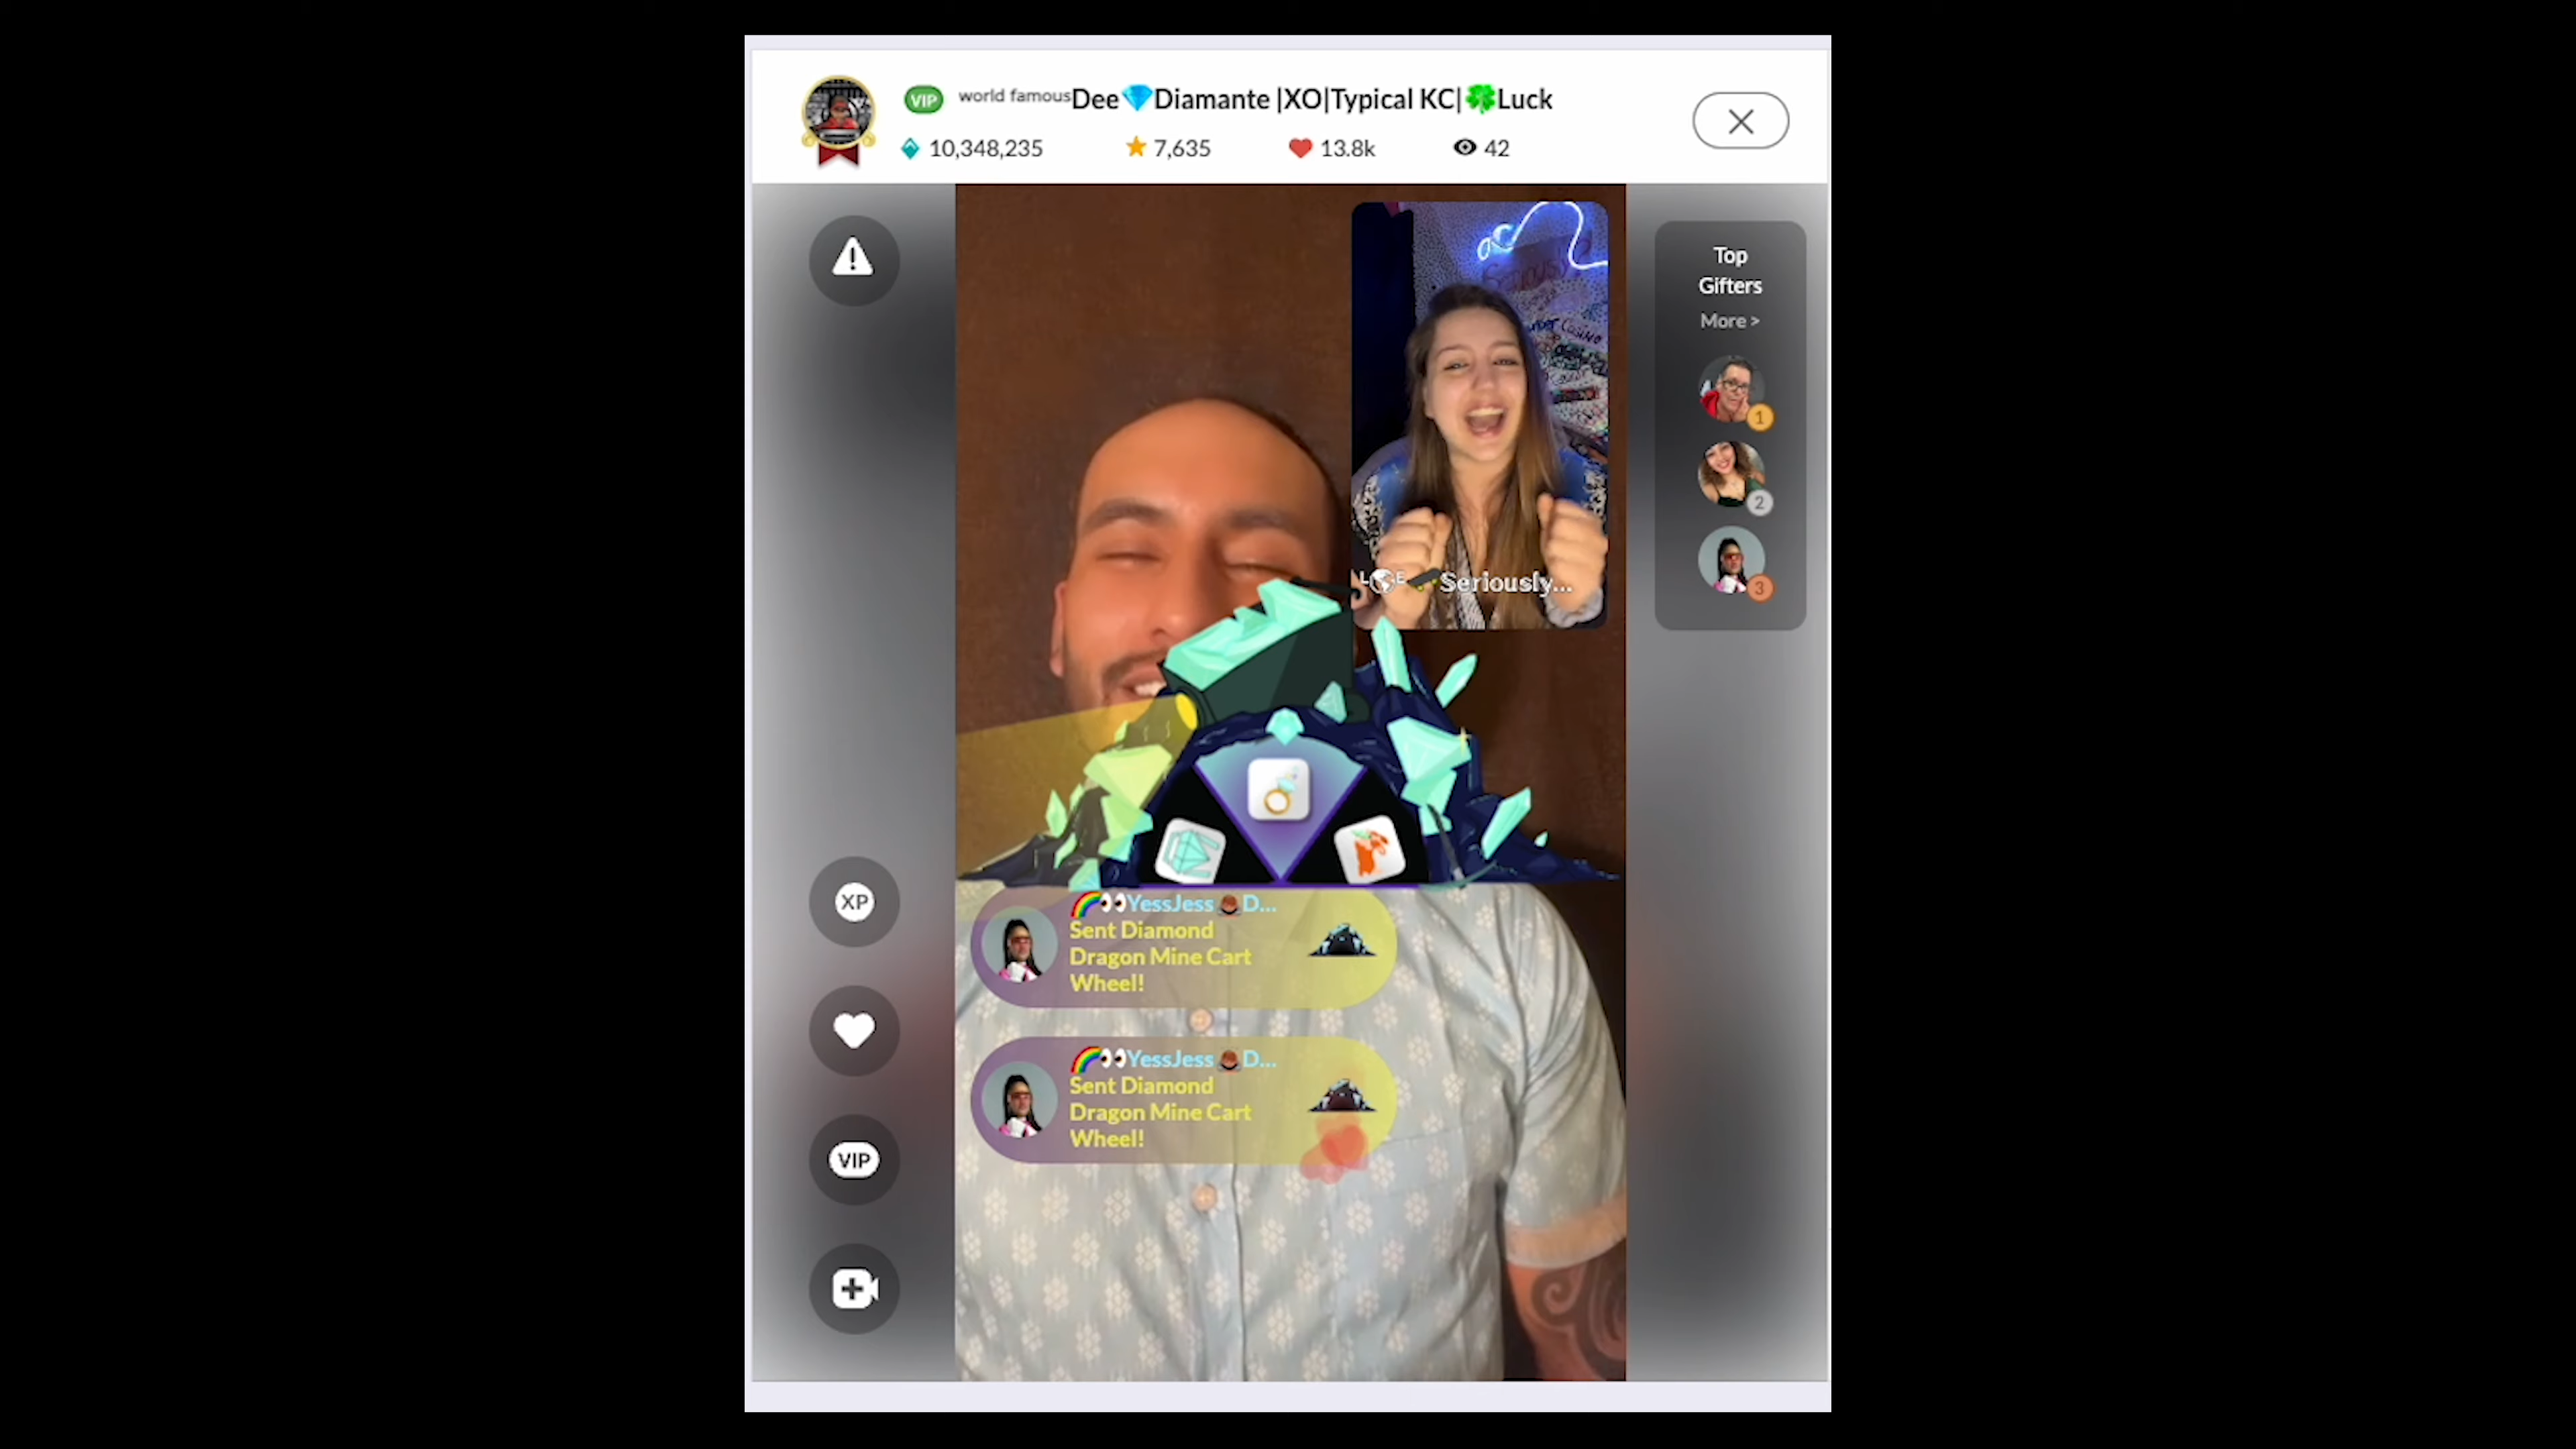 VIP world famousDee💎Diamante |XO|Typical KC|🍀Luck
10,348,235 7,635 13.8k 42
Top
Gifters
More >
1
2
3
L🌎E🛹Seriously...
XP
VIP
🌈👀YessJess D...
Sent Diamond
Dragon Mine Cart
Wheel!
🌈👀YessJess D...
Sent Diamond
Dragon Mine Cart
Wheel!